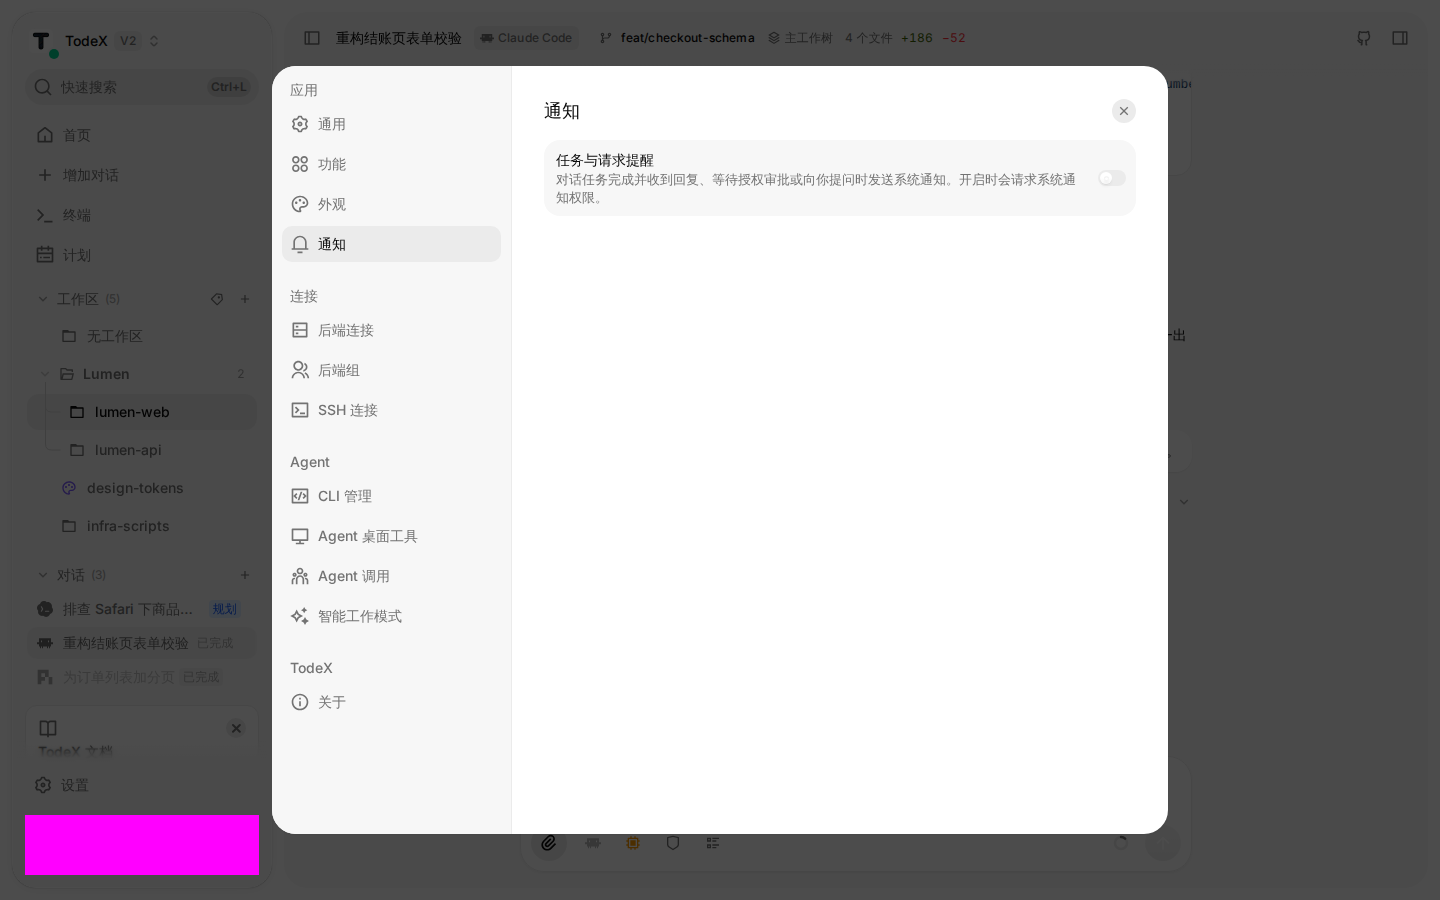 TodeX V2
快速搜索 Ctrl+L
首页
增加对话
终端
计划
工作区 (5)
无工作区
Lumen 2
lumen-web
lumen-api
design-tokens
infra-scripts
对话 (3)
排查 Safari 下商品... 规划
重构结账页表单校验 已完成
为订单列表加分页 已完成
TodeX 文档
设置
重构结账页表单校验 Claude Code feat/checkout-schema 主工作树 4 个文件 +186 −52
应用
通用
功能
外观
通知
连接
后端连接
后端组
SSH 连接
Agent
CLI 管理
Agent 桌面工具
Agent 调用
智能工作模式
TodeX
关于
通知
任务与请求提醒
对话任务完成并收到回复、等待授权审批或向你提问时发送系统通知。开启时会请求系统通
知权限。
出